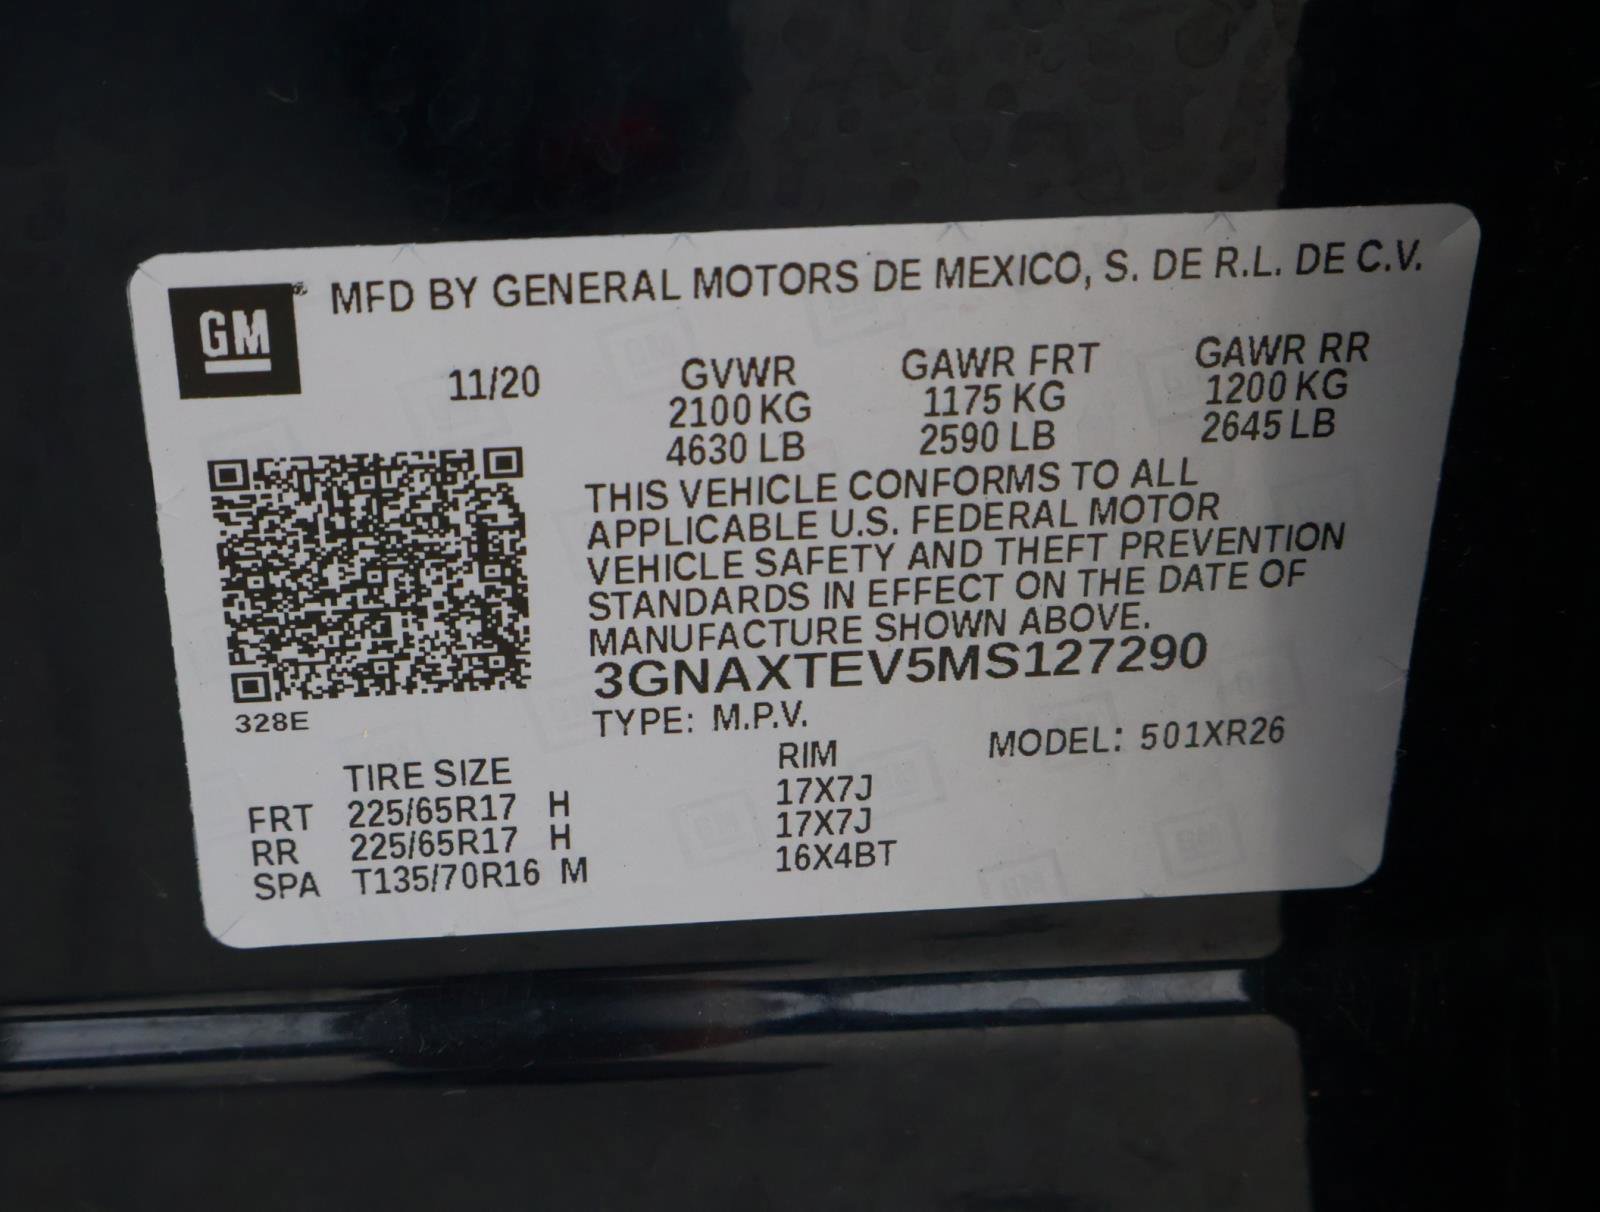 GM® MFD BY GENERAL MOTORS DE MEXICO, S. DE R.L. DE C.V.
11/20 GVWR GAWR FRT GAWR RR
2100 KG 1175 KG 1200 KG
4630 LB 2590 LB 2645 LB
THIS VEHICLE CONFORMS TO ALL
APPLICABLE U.S. FEDERAL MOTOR
VEHICLE SAFETY AND THEFT PREVENTION
STANDARDS IN EFFECT ON THE DATE OF
MANUFACTURE SHOWN ABOVE.
3GNAXTEV5MS127290
328E
TYPE: M.P.V. MODEL: 501XR26
TIRE SIZE RIM
FRT 225/65R17 H 17X7J
RR 225/65R17 H 17X7J
SPA T135/70R16 M 16X4BT